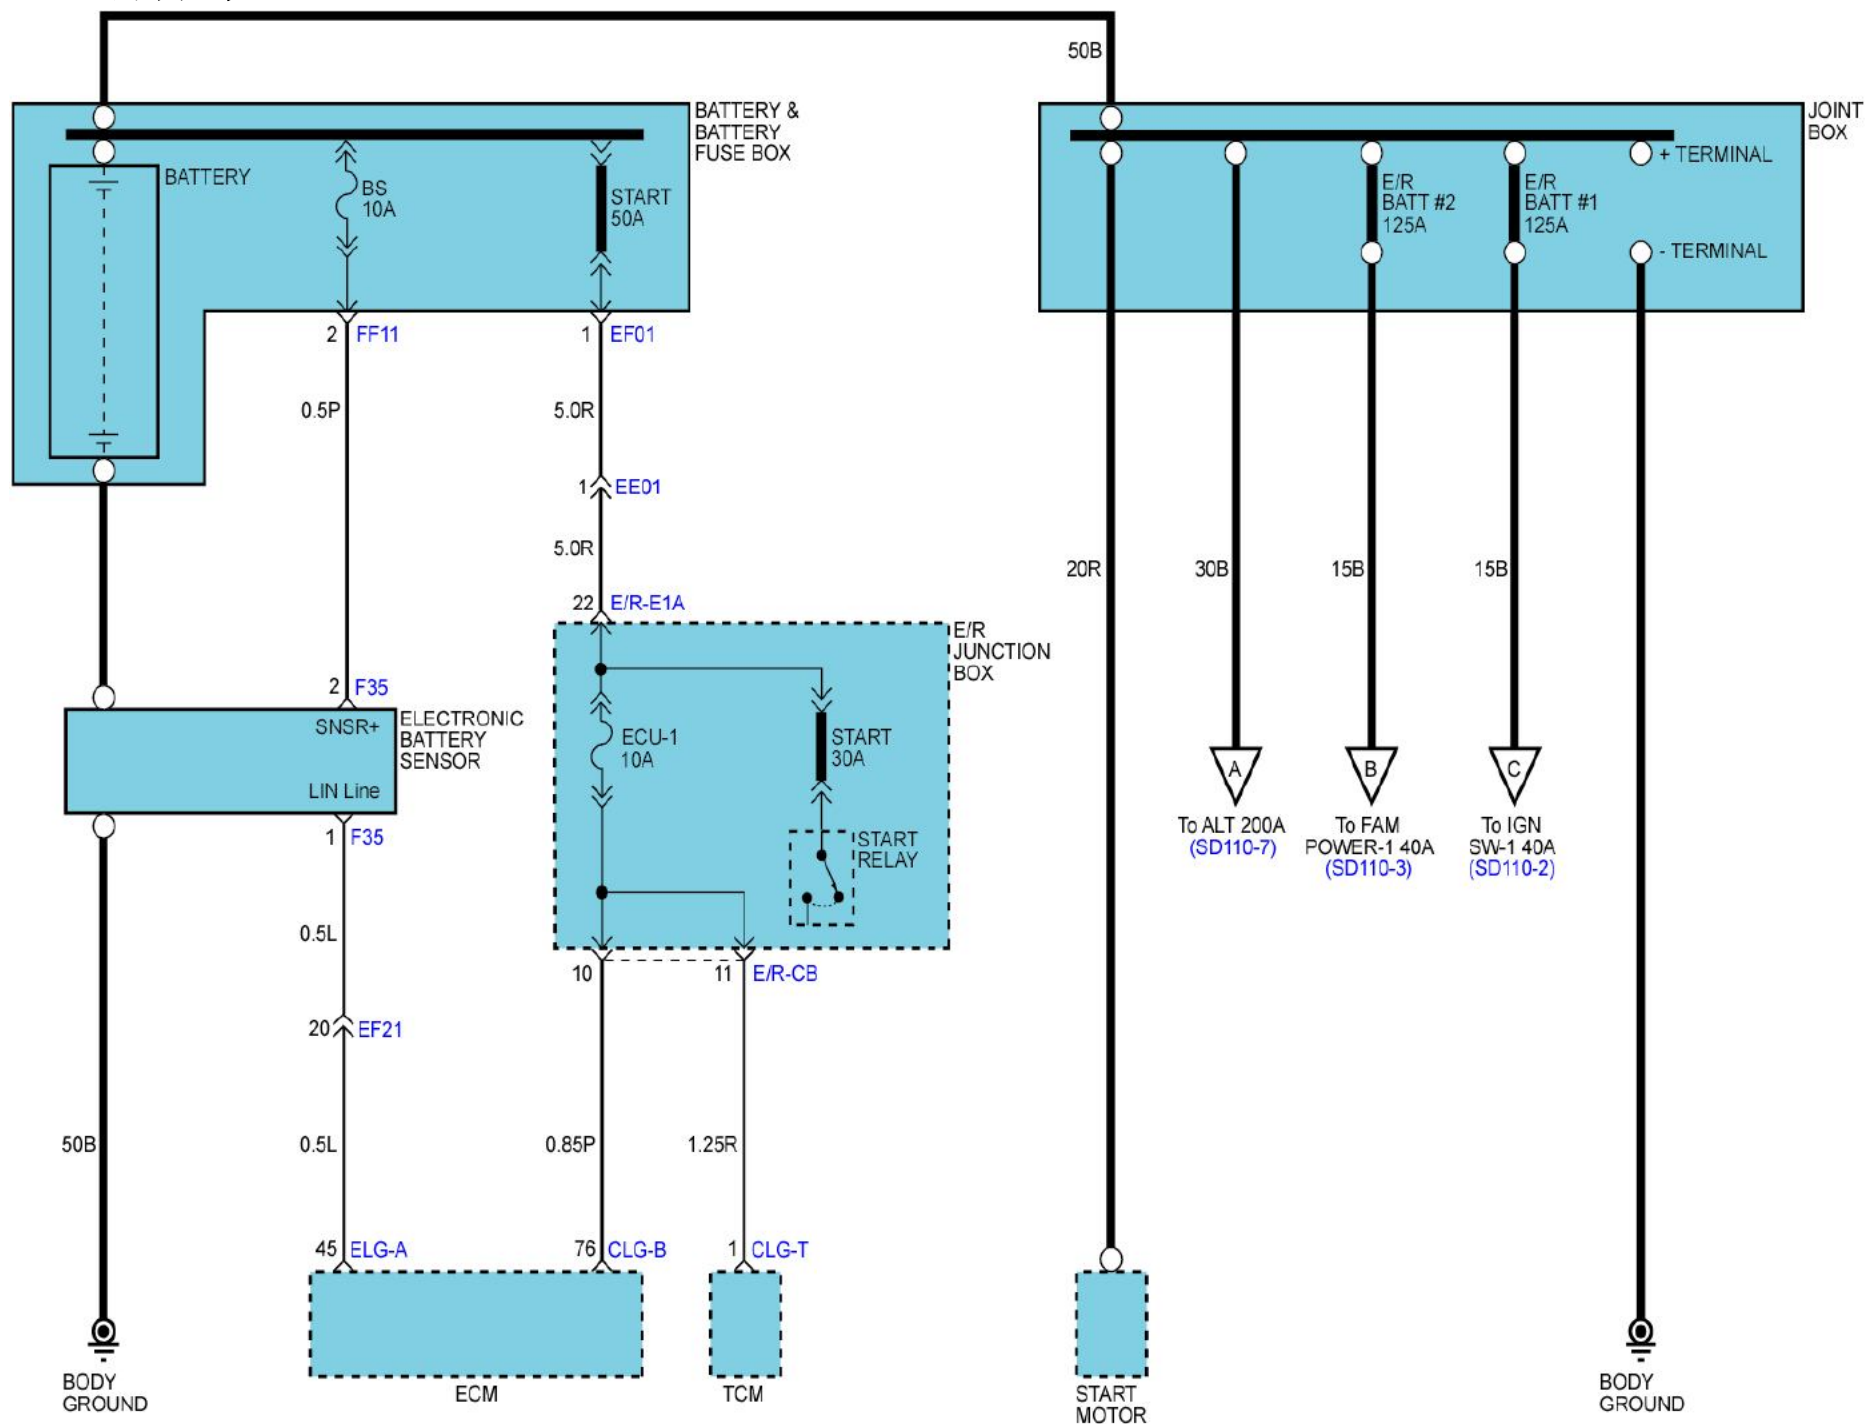 50B
BATTERY &
BATTERY
FUSE BOX
JOINT
BOX
BATTERY
BS
10A
START
50A
+ TERMINAL
E/R
BATT #2
125A
E/R
BATT #1
125A
- TERMINAL
2 FF11
1 EF01
0.5P
5.0R
1 EE01
5.0R
20R
30B
15B
15B
22 E/R-E1A
E/R
JUNCTION
BOX
2 F35
SNSR+
LIN Line
ELECTRONIC
BATTERY
SENSOR
ECU-1
10A
START
30A
A
B
C
To ALT 200A
(SD110-7)
To FAM
POWER-1 40A
(SD110-3)
To IGN
SW-1 40A
(SD110-2)
1 F35
START
RELAY
0.5L
10
11 E/R-CB
20 EF21
50B
0.5L
0.85P
1.25R
45 ELG-A
76 CLG-B
1 CLG-T
BODY
GROUND
ECM
TCM
START
MOTOR
BODY
GROUND